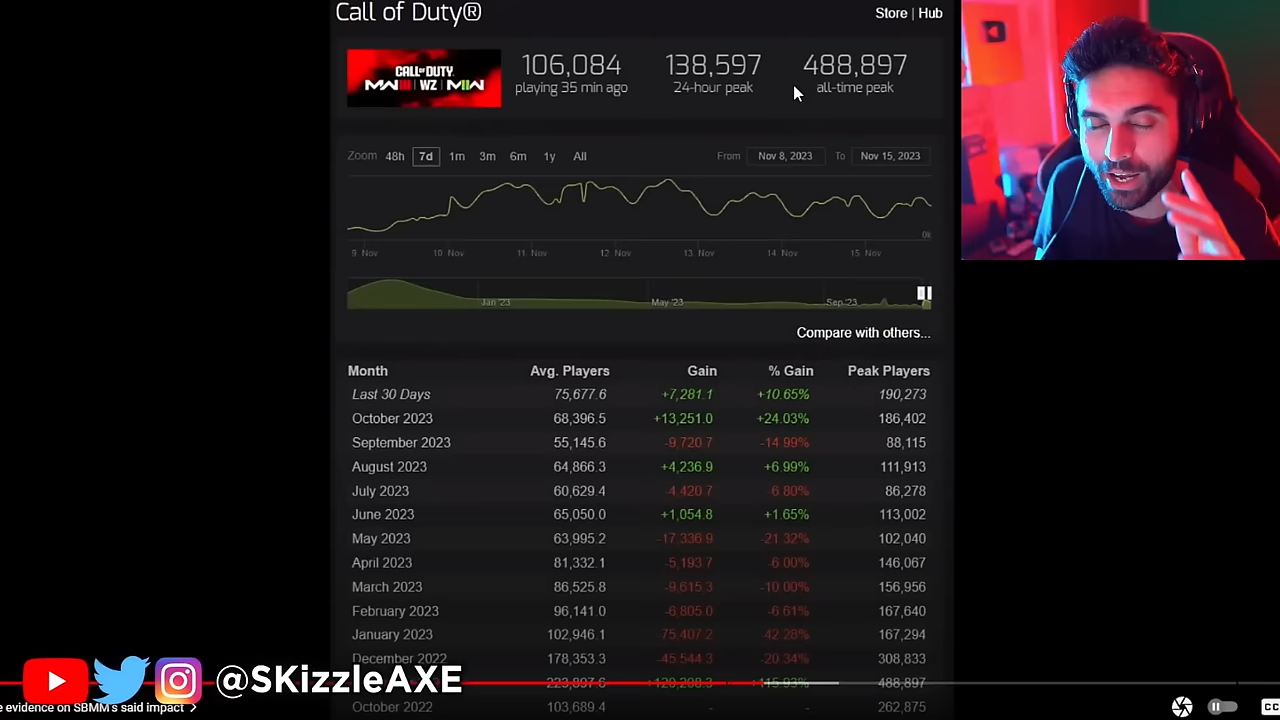 Call of Duty®
Store | Hub
CALL OF DUTY
MWIII | WZ | MWII
106,084
playing 35 min ago
138,597
24-hour peak
488,897
all-time peak
Zoom 48h 7d 1m 3m 6m 1y All
From Nov 8, 2023 To Nov 15, 2023
0k
9. Nov 10. Nov 11. Nov 12. Nov 13. Nov 14. Nov 15. Nov
Jan '23 May '23 Sep '23
Compare with others...
Month Avg. Players Gain % Gain Peak Players
Last 30 Days 75,677.6 +7,281.1 +10.65% 190,273
October 2023 68,396.5 +13,251.0 +24.03% 186,402
September 2023 55,145.6 -9,720.7 -14.99% 88,115
August 2023 64,866.3 +4,236.9 +6.99% 111,913
July 2023 60,629.4 -4,420.7 -6.80% 86,278
June 2023 65,050.0 +1,054.8 +1.65% 113,002
May 2023 63,995.2 -17,336.9 -21.32% 102,040
April 2023 81,332.1 -5,193.7 -6.00% 146,067
March 2023 86,525.8 -9,615.3 -10.00% 156,956
February 2023 96,141.0 -6,805.0 -6.61% 167,640
January 2023 102,946.1 -75,407.2 -42.28% 167,294
December 2022 178,353.3 -45,544.3 -20.34% 308,833
223,897.6 +120,208.3 +115.93% 488,897
October 2022 103,689.4 - - 262,875
@SKizzleAXE
e evidence on SBMM's said impact >
CC